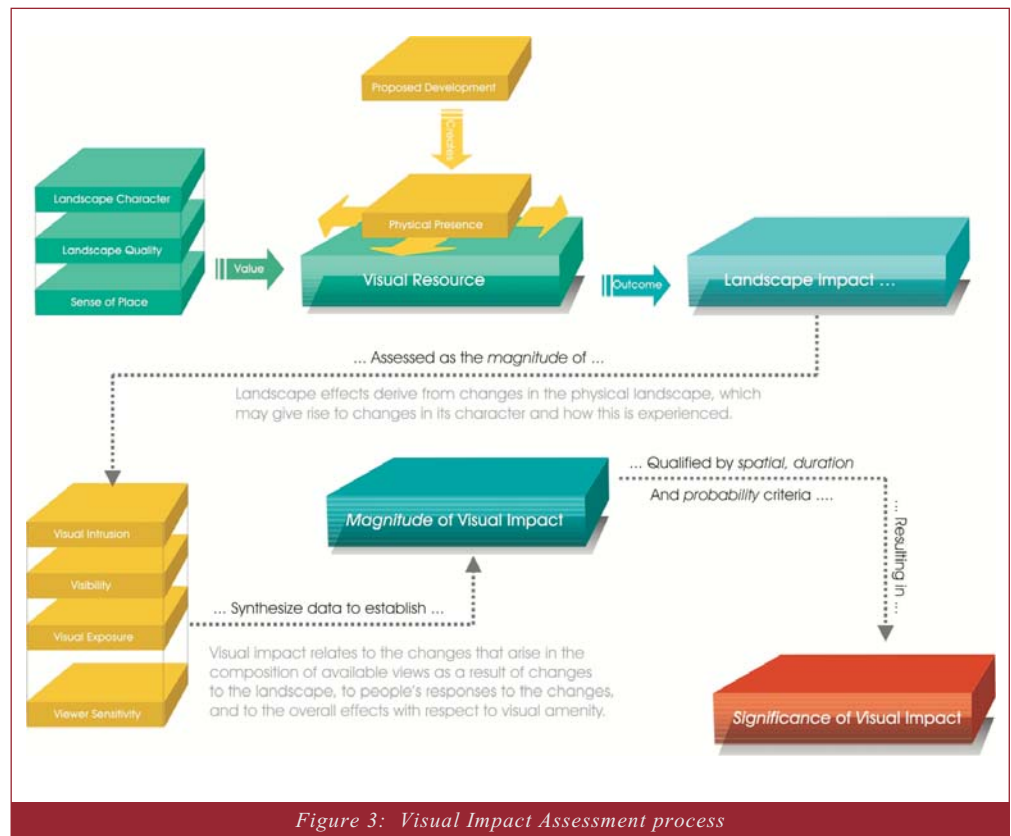 Proposed Development
Creates
Landscape Character
Physical Presence
Landscape Quality
Value
Visual Resource
Outcome
Landscape Impact ...
Sense of Place
... Assessed as the magnitude of ...
Landscape effects derive from changes in the physical landscape, which
may give rise to changes in its character and how this is experienced.
... Qualified by spatial, duration
And probability criteria ....
... Resulting in ...
Visual Intrusion
Magnitude of Visual Impact
Visibility
... Synthesize data to establish ...
Visual Exposure
Visual impact relates to the changes that arise in the
composition of available views as a result of changes
to the landscape, to people's responses to the changes,
and to the overall effects with respect to visual amenity.
Viewer Sensitivity
Significance of Visual Impact
Figure 3: Visual Impact Assessment process